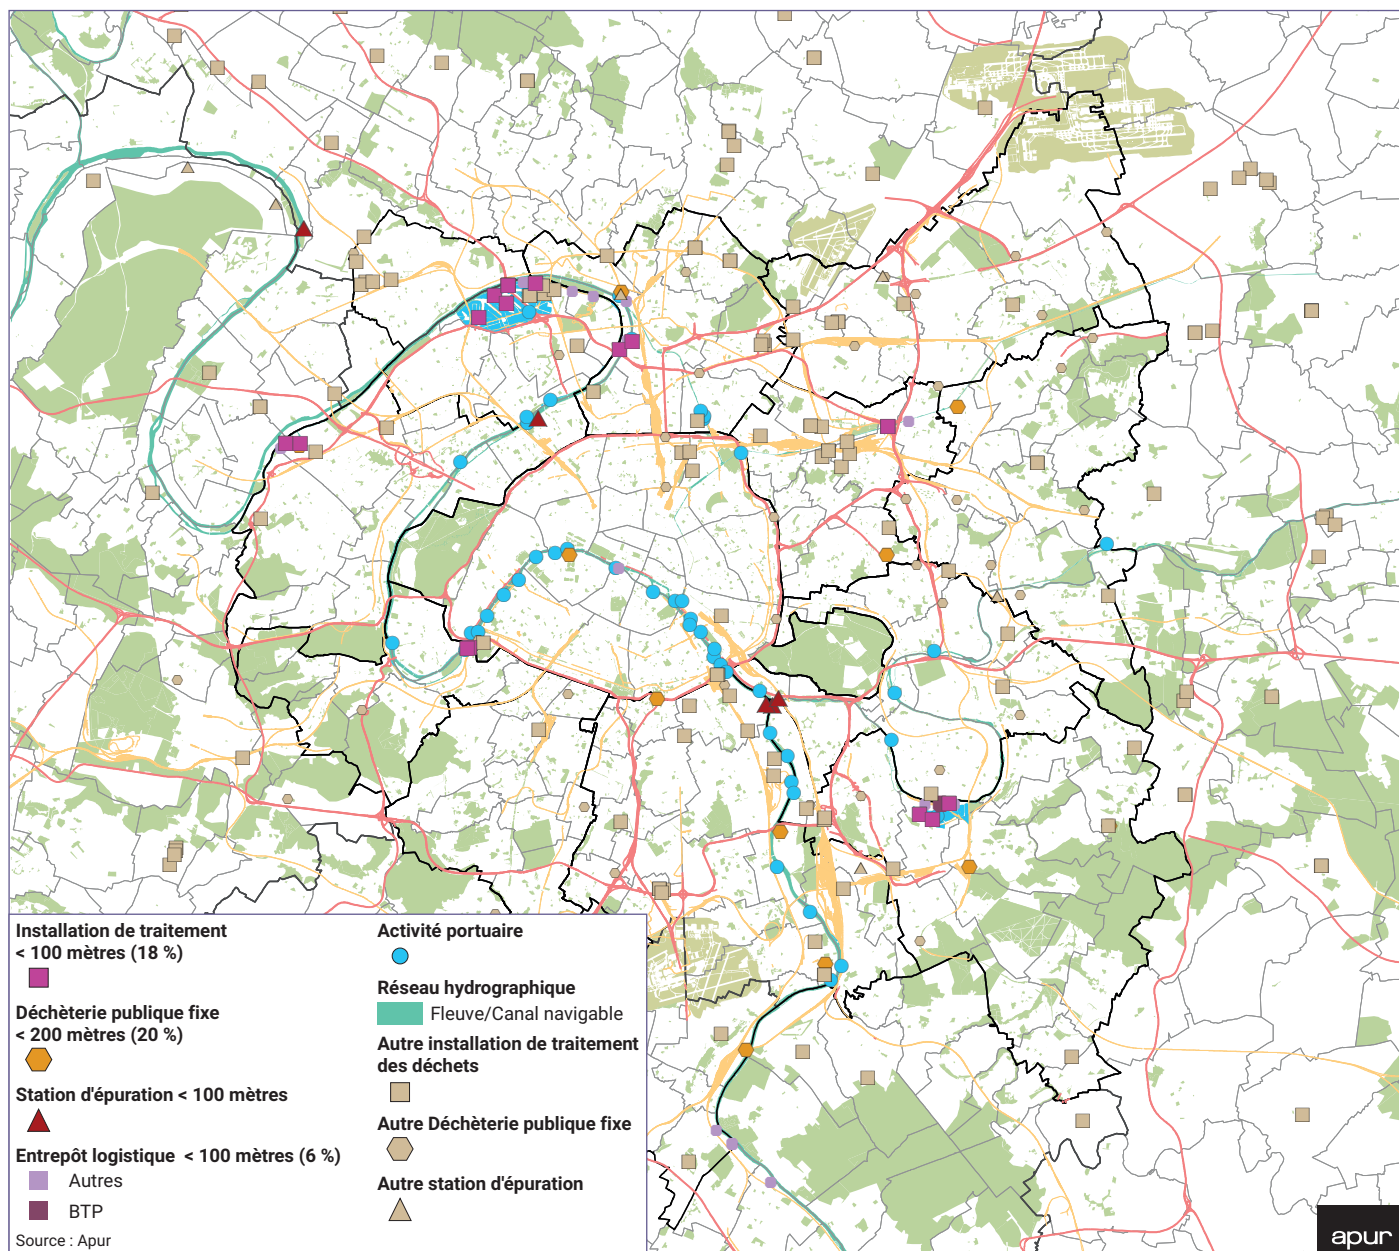 Installation de traitement
< 100 mètres (18 %)
Déchèterie publique fixe
< 200 mètres (20 %)
Station d'épuration < 100 mètres
Entrepôt logistique < 100 mètres (6 %)
Autres
BTP
Source : Apur
Activité portuaire
Réseau hydrographique
Fleuve/Canal navigable
Autre installation de traitement
des déchets
Autre Déchèterie publique fixe
Autre station d'épuration
apur